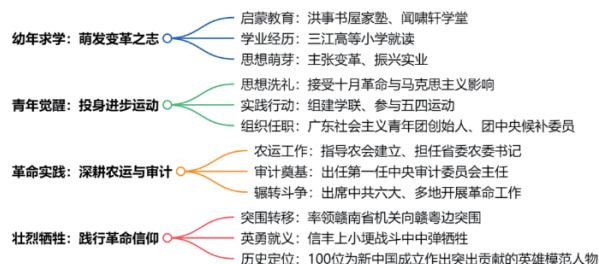 幼年求学：萌发变革之志
启蒙教育：洪事书屋家塾、闻啸轩学堂
学业经历：三江高等小学就读
思想萌芽：主张变革、振兴实业
青年觉醒：投身进步运动
思想洗礼：接受十月革命与马克思主义影响
实践行动：组建学联、参与五四运动
组织任职：广东社会主义青年团创始人、团中央候补委员
革命实践：深耕农运与审计
农运工作：指导农会建立、担任省委农委书记
审计奠基：出任第一任中央审计委员会主任
辗转斗争：出席中共六大、多地开展革命工作
壮烈牺牲：践行革命信仰
突围转移：率领赣南省机关向赣粤边突围
英勇就义：信丰上小埂战斗中中弹牺牲
历史定位：100位为新中国成立作出突出贡献的英雄模范人物